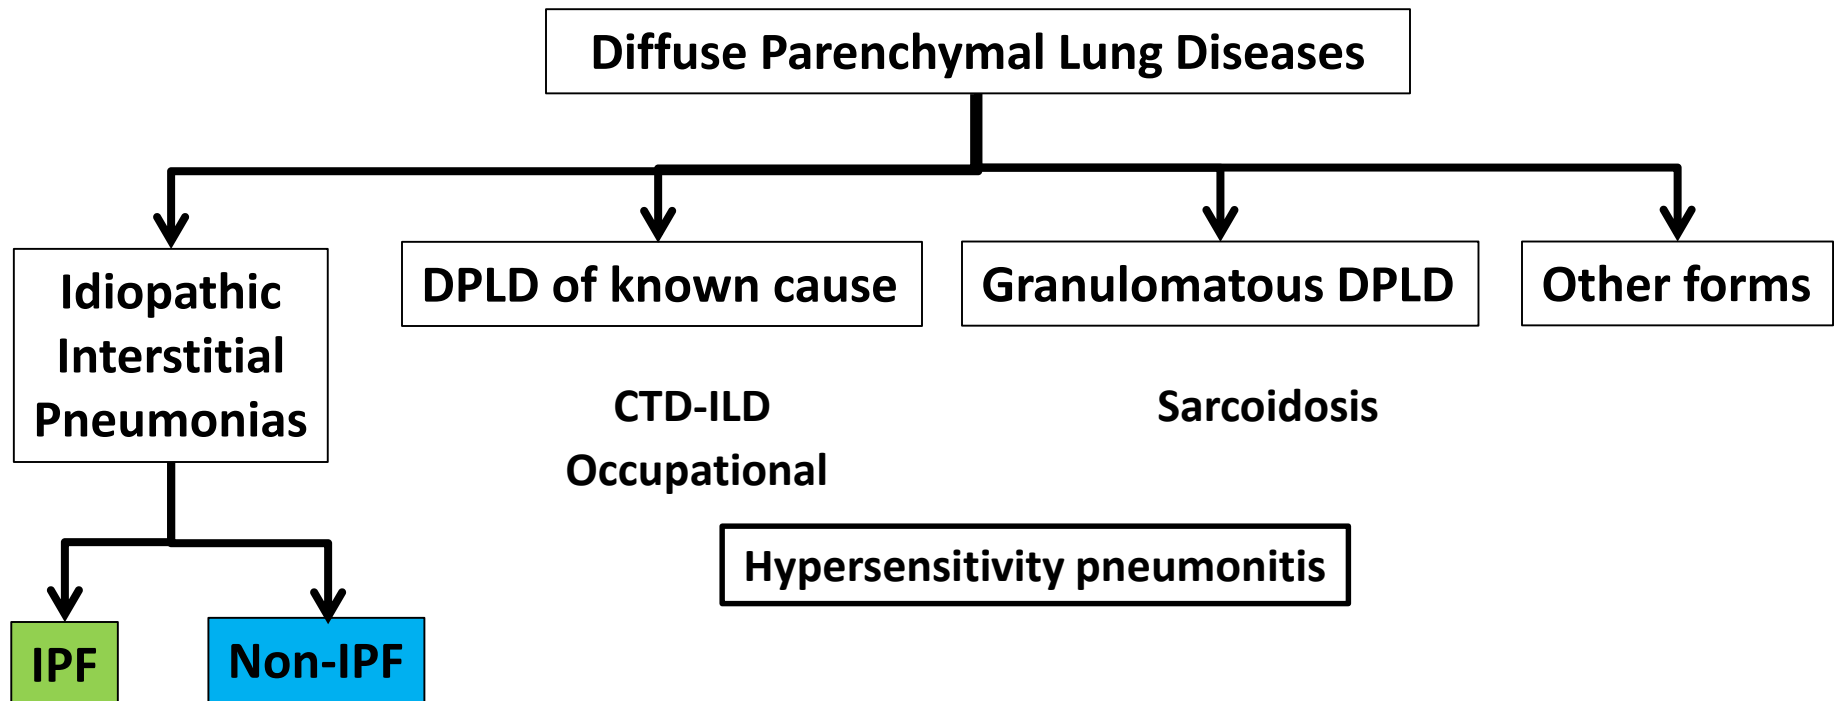 Diffuse Parenchymal Lung Diseases
Idiopathic
Interstitial
Pneumonias
DPLD of known cause
Granulomatous DPLD
Other forms
CTD-ILD
Occupational
Sarcoidosis
Hypersensitivity pneumonitis
IPF
Non-IPF